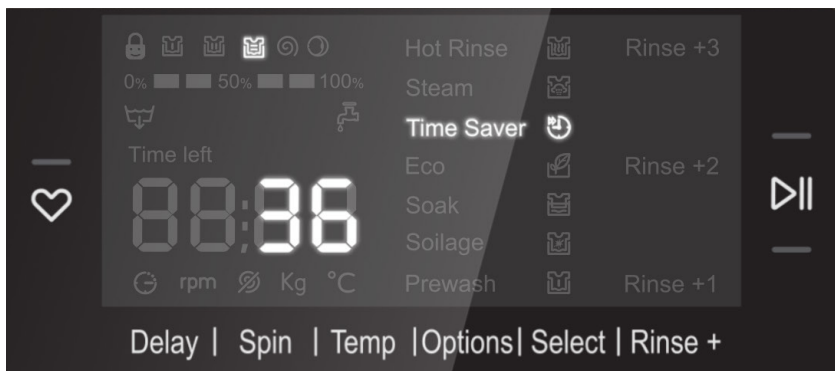 Hot Rinse Rinse +3
0% 50% 100% Steam
Time Saver
Time left
Eco Rinse +2
88:36 Soak
Soilage
rpm Kg °C Prewash Rinse +1
Delay | Spin | Temp | Options | Select | Rinse +